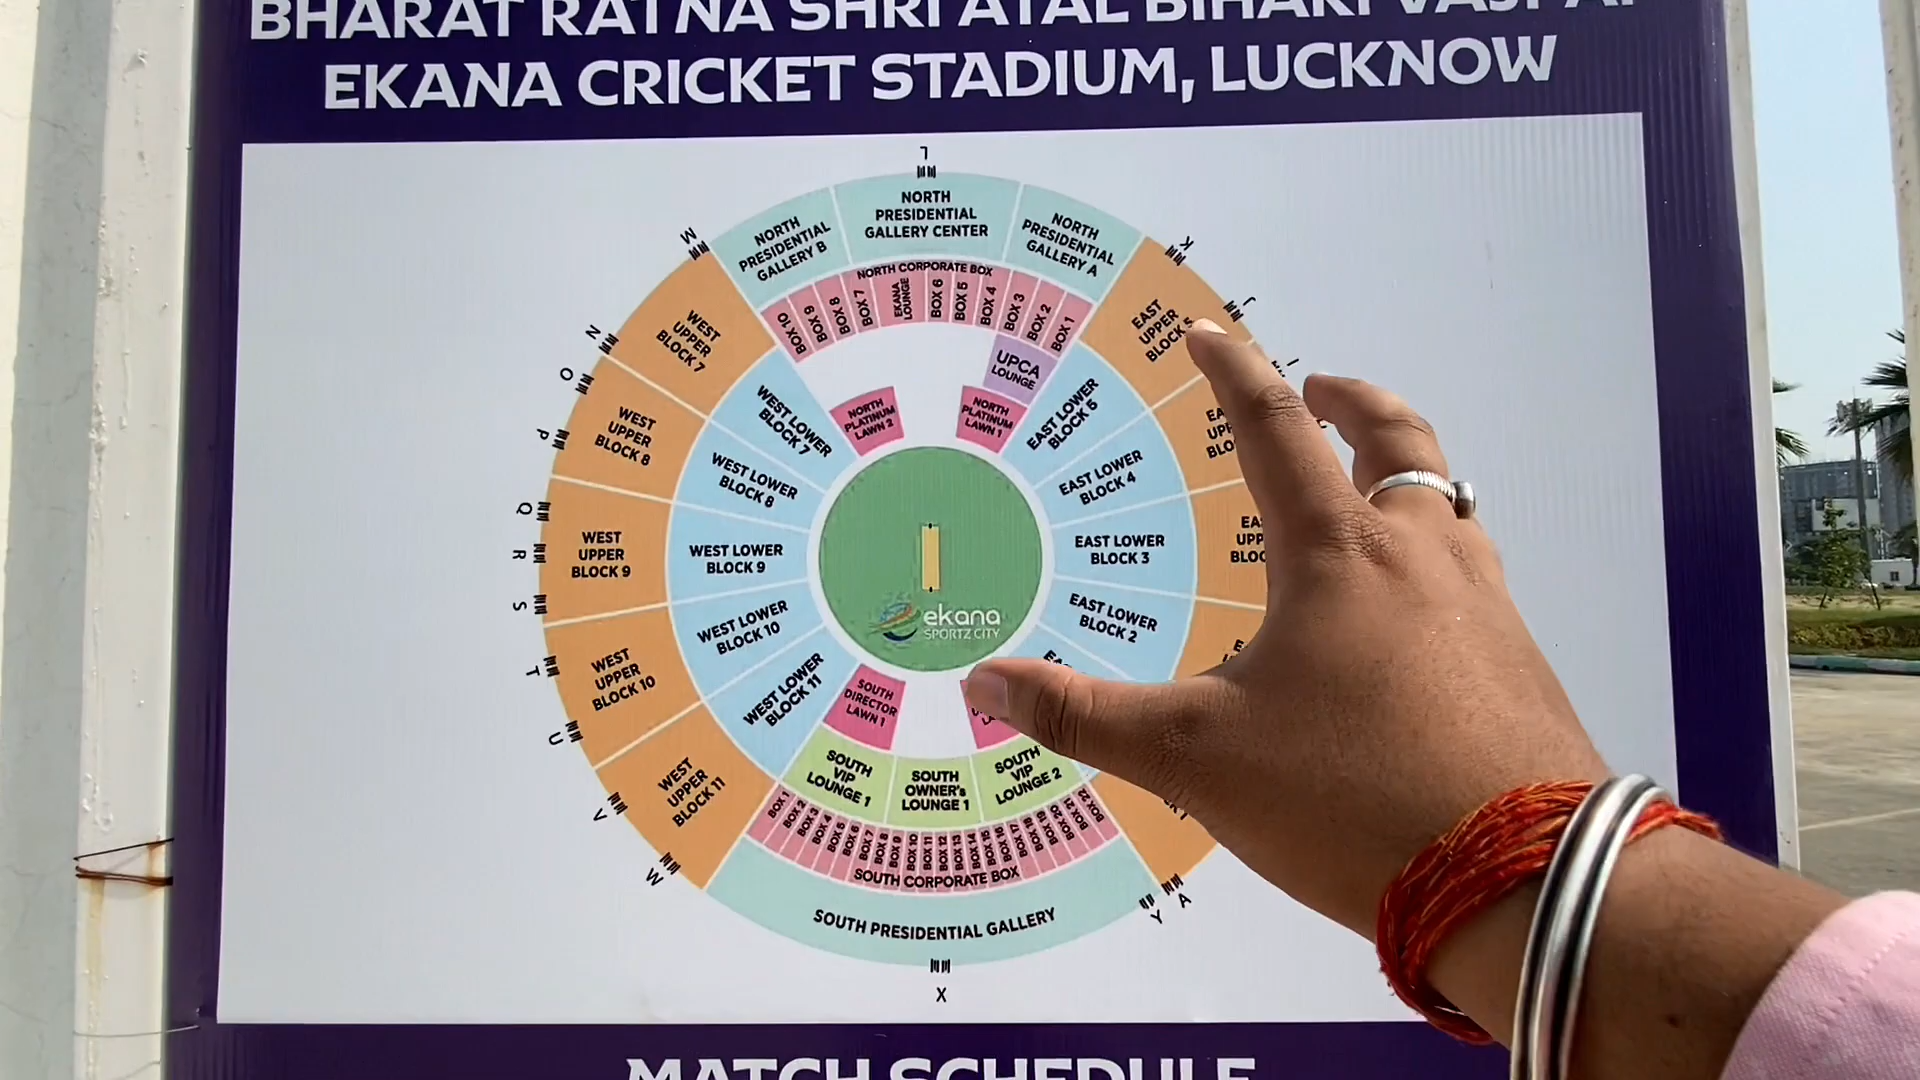 BHARAT RATNA SHRI ATAL BIHARI
EKANA CRICKET STADIUM, LUCKNOW
L
NORTH
PRESIDENTIAL
GALLERY CENTER
NORTH
PRESIDENTIAL
GALLERY B
NORTH
PRESIDENTIAL
GALLERY A
M
K
J
NORTH CORPORATE BOX
BOX 10
BOX 9
BOX 8
BOX 7
EKANA
LOUNGE
BOX 6
BOX 5
BOX 4
BOX 3
BOX 2
BOX 1
UPCA
LOUNGE
NORTH
PLATINUM
LAWN 2
NORTH
PLATINUM
LAWN 1
WEST
UPPER
BLOCK 7
EAST
UPPER
BLOCK 5
N
O
P
Q
R
S
T
U
V
W
WEST
UPPER
BLOCK 8
WEST
UPPER
BLOCK 9
WEST
UPPER
BLOCK 10
WEST
UPPER
BLOCK 11
WEST LOWER
BLOCK 7
WEST LOWER
BLOCK 8
WEST LOWER
BLOCK 9
WEST LOWER
BLOCK 10
WEST LOWER
BLOCK 11
EAST LOWER
BLOCK 5
EAST LOWER
BLOCK 4
EAST LOWER
BLOCK 3
EAST LOWER
BLOCK 2
ekana
SPORTZ CITY
SOUTH
DIRECTOR
LAWN 1
SOUTH
VIP
LOUNGE 1
SOUTH
OWNER's
LOUNGE 1
SOUTH
VIP
LOUNGE 2
BOX 1
BOX 2
BOX 3
BOX 4
BOX 5
BOX 6
BOX 7
BOX 8
BOX 9
BOX 10
BOX 11
BOX 12
BOX 13
BOX 14
BOX 15
BOX 16
BOX 17
BOX 18
BOX 19
BOX 20
BOX 21
BOX 22
SOUTH CORPORATE BOX
SOUTH PRESIDENTIAL GALLERY
Y
A
X
MATCH SCHEDULE